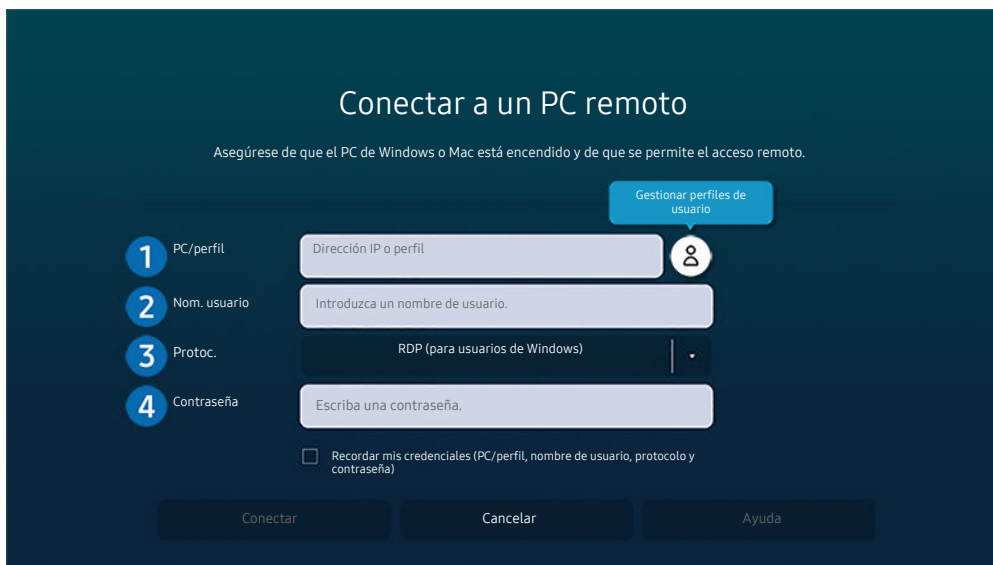 Conectar a un PC remoto
Asegúrese de que el PC de Windows o Mac está encendido y de que se permite el acceso remoto.
Gestionar perfiles de
usuario
1 PC/perfil Dirección IP o perfil
2 Nom. usuario Introduzca un nombre de usuario.
3 Protoc. RDP (para usuarios de Windows)
4 Contraseña Escriba una contraseña.
Recordar mis credenciales (PC/perfil, nombre de usuario, protocolo y
contraseña)
Conectar Cancelar Ayuda